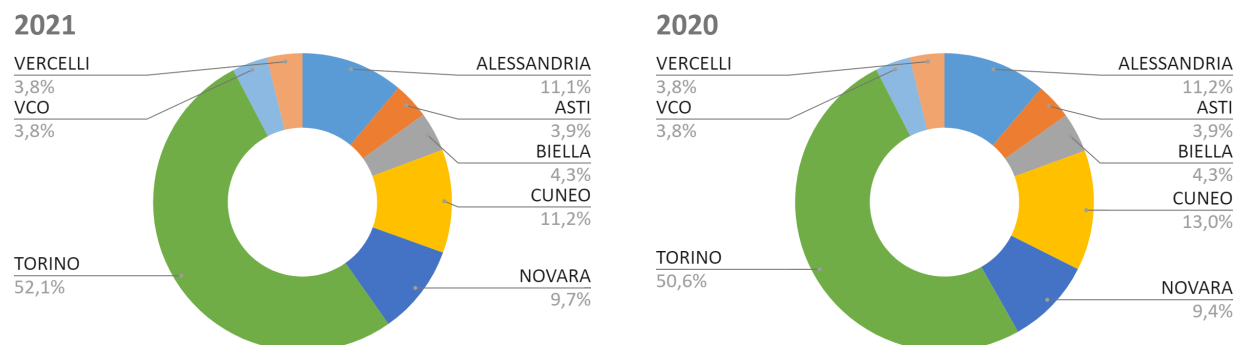 2021
VERCELLI
3,8%
VCO
3,8%
TORINO
52,1%
ALESSANDRIA
11,1%
ASTI
3,9%
BIELLA
4,3%
CUNEO
11,2%
NOVARA
9,7%
2020
VERCELLI
3,8%
VCO
3,8%
TORINO
50,6%
ALESSANDRIA
11,2%
ASTI
3,9%
BIELLA
4,3%
CUNEO
13,0%
NOVARA
9,4%